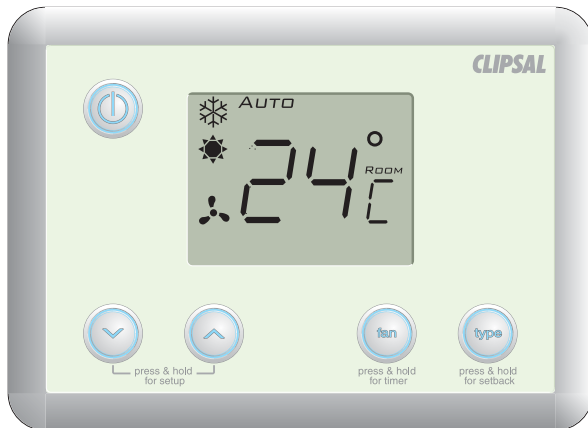 CLIPSAL
AUTO
24°C
ROOM
fan
type
press & hold
for setup
press & hold
for timer
press & hold
for setback